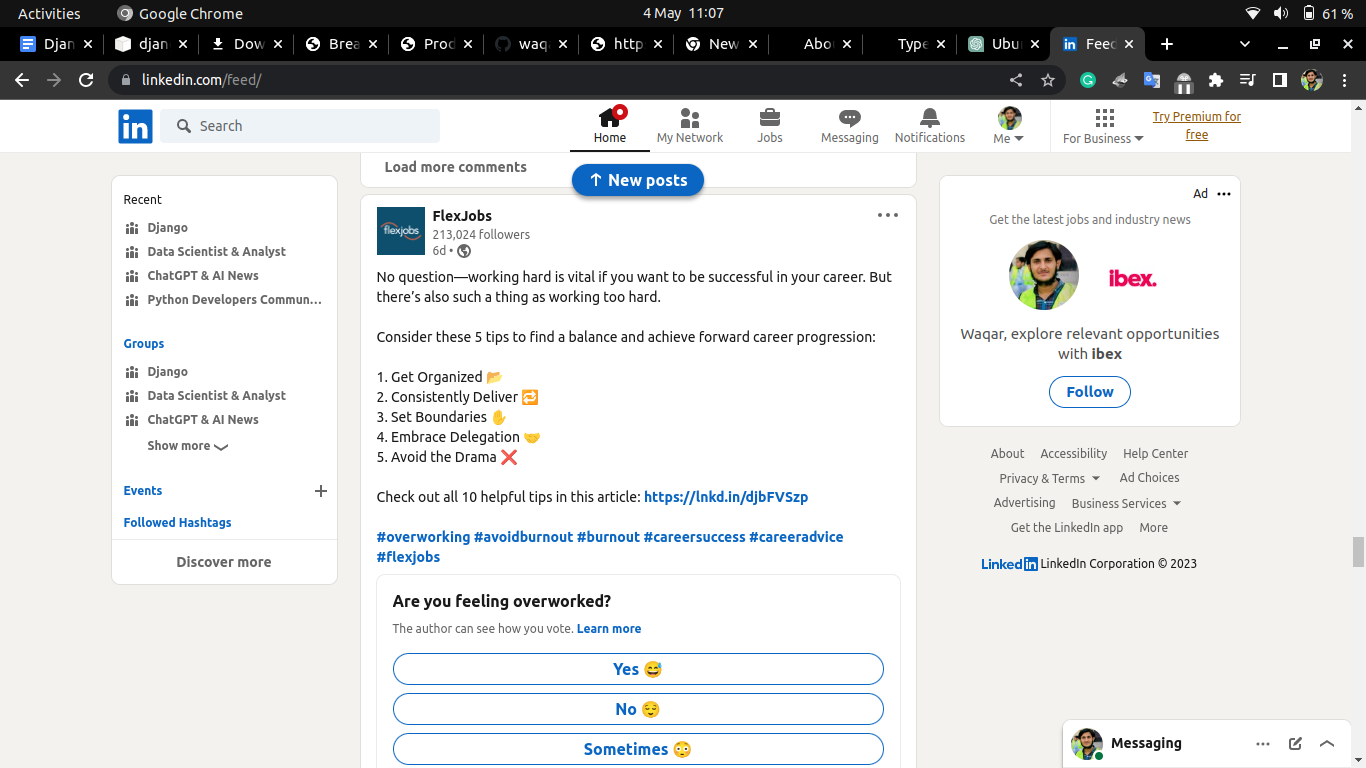 Activities
Google Chrome
4 May 11:07
61 %
Djan
djan
Dow
Brea
Prod
waqa
http
New
Abou
Type
Ubun
Feed
linkedin.com/feed/
in
Search
Home
My Network
Jobs
Messaging
Notifications
Me
For Business
Try Premium for
free
Load more comments
↑ New posts
Recent
Django
Data Scientist & Analyst
ChatGPT & AI News
Python Developers Commun...
Groups
Django
Data Scientist & Analyst
ChatGPT & AI News
Show more
Events
Followed Hashtags
Discover more
flexjobs
FlexJobs
213,024 followers
6d •
No question—working hard is vital if you want to be successful in your career. But
there’s also such a thing as working too hard.
Consider these 5 tips to find a balance and achieve forward career progression:
1. Get Organized 📂
2. Consistently Deliver 🔁
3. Set Boundaries ✋
4. Embrace Delegation 🤝
5. Avoid the Drama ❌
Check out all 10 helpful tips in this article: https://lnkd.in/djbFVSzp
#overworking #avoidburnout #burnout #careersuccess #careeradvice
#flexjobs
Are you feeling overworked?
The author can see how you vote. Learn more
Yes 😅
No 😌
Sometimes 😳
Ad
Get the latest jobs and industry news
ibex.
Waqar, explore relevant opportunities
with ibex
Follow
About
Accessibility
Help Center
Privacy & Terms
Ad Choices
Advertising
Business Services
Get the LinkedIn app
More
LinkedIn LinkedIn Corporation © 2023
Messaging